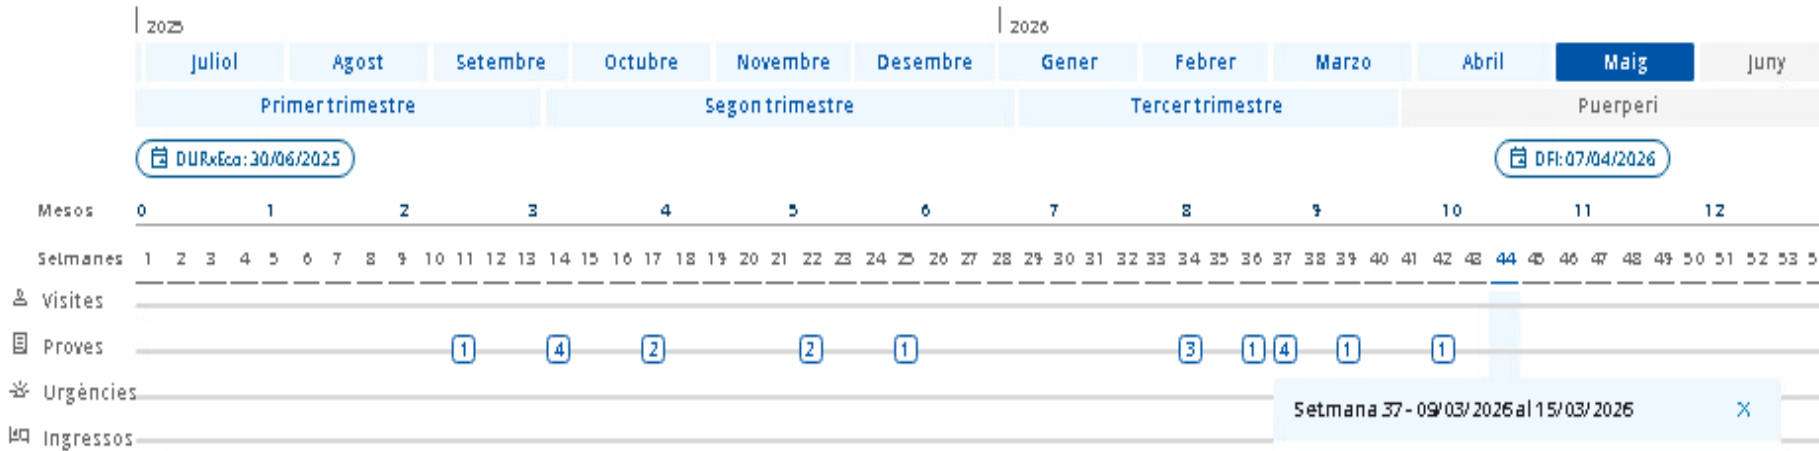 2025 2026
Juliol Agost Setembre Octubre Novembre Desembre Gener Febrer Marzo Abril Maig Juny
Primer trimestre Segon trimestre Tercer trimestre Puerperi
DURxEco: 30/06/2025 DFI: 07/04/2026
Mesos 0 1 2 3 4 5 6 7 8 9 10 11 12
Setmanes 1 2 3 4 5 6 7 8 9 10 11 12 13 14 15 16 17 18 19 20 21 22 23 24 25 26 27 28 29 30 31 32 33 34 35 36 37 38 39 40 41 42 43 44 45 46 47 48 49 50 51 52 53 5
Visites
Proves 1 4 2 2 1 3 1 4 1 1
Urgències
Setmana 37 - 09/03/2026 al 15/03/2026
Ingressos